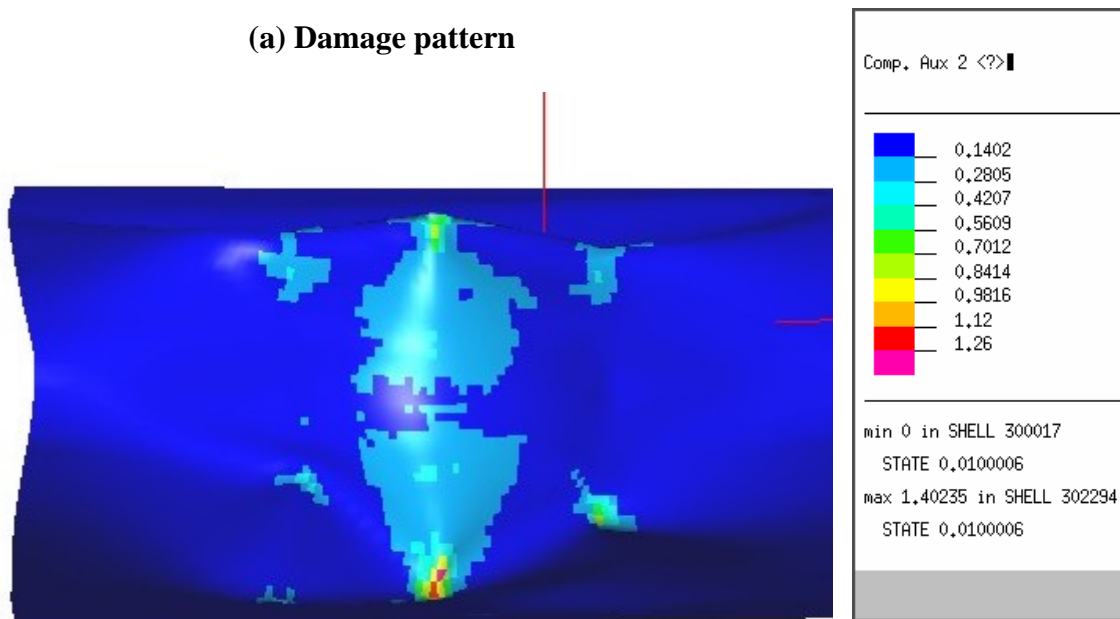 (a) Damage pattern
Comp. Aux 2 <?>
0.1402
0.2805
0.4207
0.5609
0.7012
0.8414
0.9816
1.12
1.26
min 0 in SHELL 300017
STATE 0.0100006
max 1.40235 in SHELL 302294
STATE 0.0100006